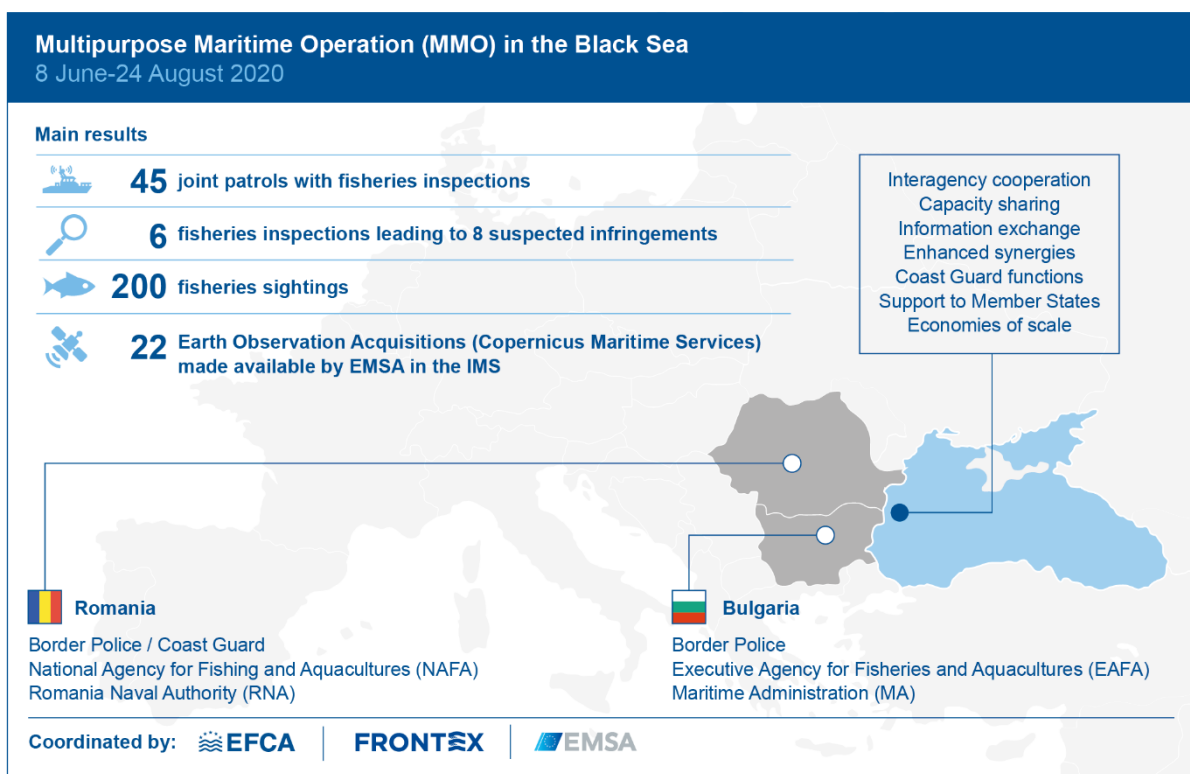 Multipurpose Maritime Operation (MMO) in the Black Sea
8 June-24 August 2020
Main results
45 joint patrols with fisheries inspections
6 fisheries inspections leading to 8 suspected infringements
200 fisheries sightings
22 Earth Observation Acquisitions (Copernicus Maritime Services)
made available by EMSA in the IMS
Interagency cooperation
Capacity sharing
Information exchange
Enhanced synergies
Coast Guard functions
Support to Member States
Economies of scale
Romania
Border Police / Coast Guard
National Agency for Fishing and Aquacultures (NAFA)
Romania Naval Authority (RNA)
Bulgaria
Border Police
Executive Agency for Fisheries and Aquacultures (EAFA)
Maritime Administration (MA)
Coordinated by: EFCA FRONTEX EMSA